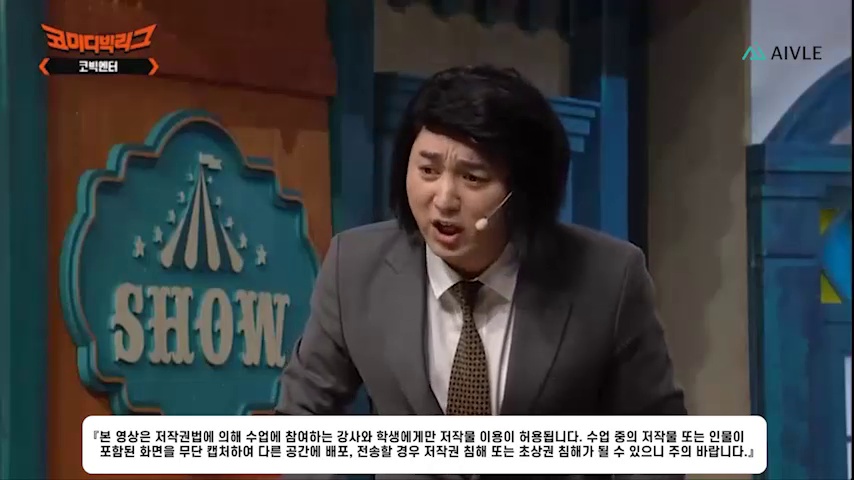 코미디빅리그
코빅엔터
AIVLE
SHOW
『본 영상은 저작권법에 의해 수업에 참여하는 강사와 학생에게만 저작물 이용이 허용됩니다. 수업 중의 저작물 또는 인물이
포함된 화면을 무단 캡처하여 다른 공간에 배포, 전송할 경우 저작권 침해 또는 초상권 침해가 될 수 있으니 주의 바랍니다.』